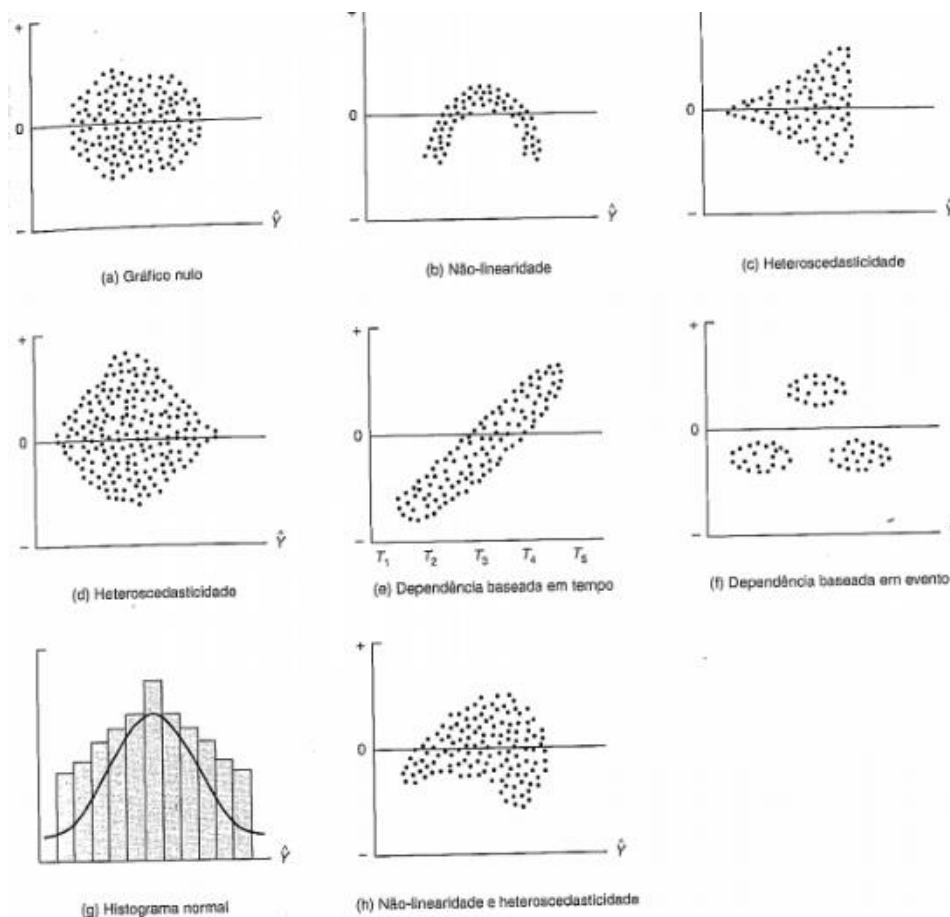 +
0
−
Ŷ
(a) Gráfico nulo
+
0
−
Ŷ
(b) Não-linearidade
+
0
−
Ŷ
(c) Heteroscedasticidade
+
0
−
Ŷ
(d) Heteroscedasticidade
+
0
−
T₁ T₂ T₃ T₄ T₅
(e) Dependência baseada em tempo
+
0
−
(f) Dependência baseada em evento
Ŷ
(g) Histograma normal
+
0
−
Ŷ
(h) Não-linearidade e heteroscedasticidade